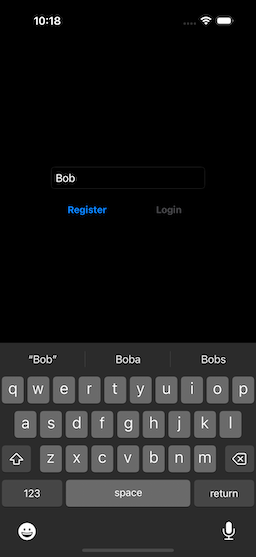 10:18
Bob
Register Login
“Bob” Boba Bobs
q w e r t y u i o p
a s d f g h j k l
z x c v b n m
123 space return